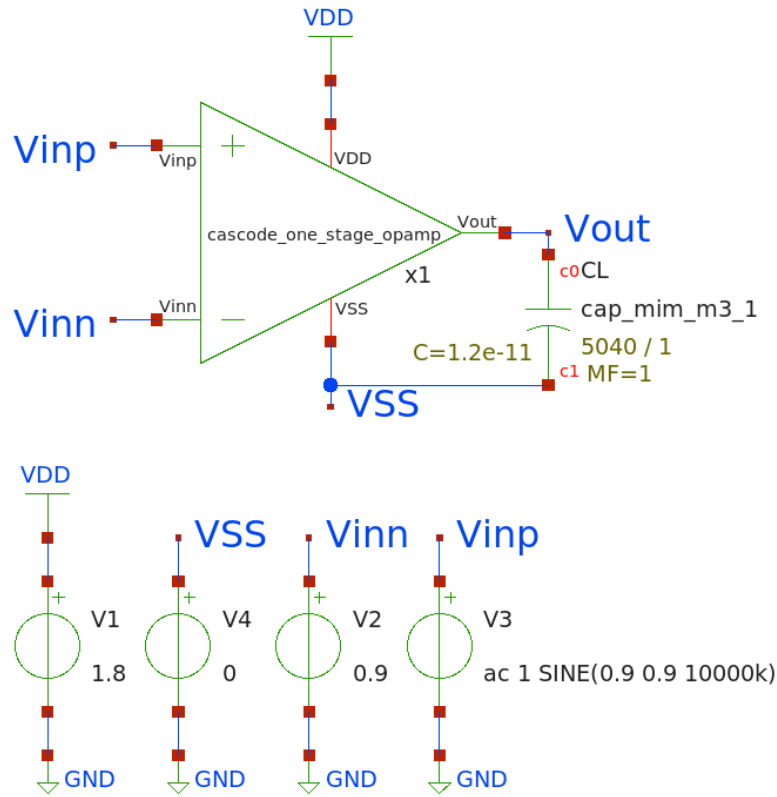 VDD
Vinp
Vinp
+
VDD
cascode_one_stage_opamp
Vout
Vout
x1
c0 CL
cap_mim_m3_1
Vinn
Vinn
VSS
C=1.2e-11
5040 / 1
c1 MF=1
VSS
VDD
VSS
Vinn
Vinp
V1
1.8
V4
0
V2
0.9
V3
ac 1 SINE(0.9 0.9 10000k)
GND
GND
GND
GND